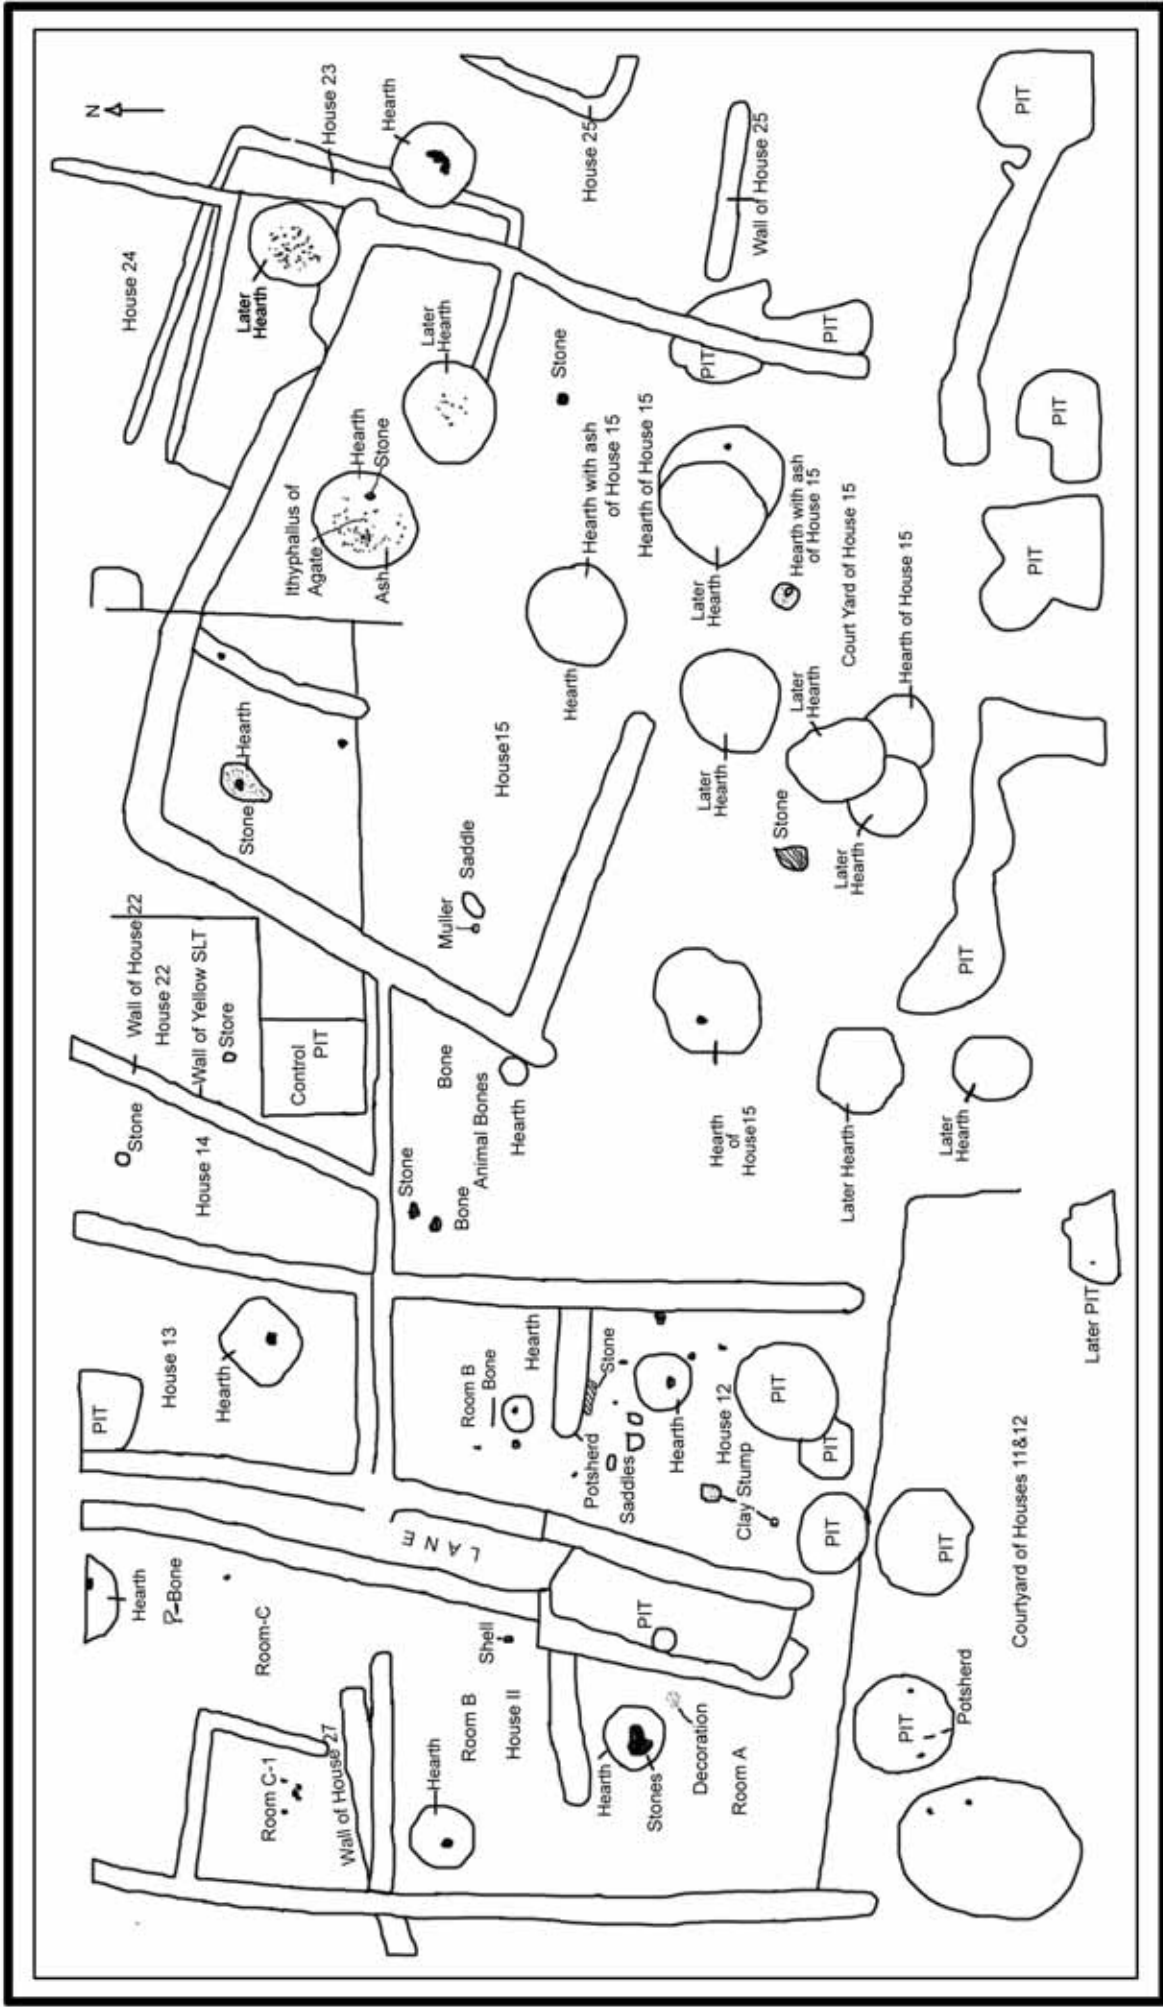 N
House 24
House 23
Hearth
Later
Hearth
House 25
Wall of House 25
PIT
Later
Hearth
Stone
PIT
PIT
PIT
Hearth
Stone
Ithyphallus of
Agate
Ash
Hearth with ash
of House 15
Hearth
Hearth of House 15
Later
Hearth
Hearth with ash
of House 15
Court Yard of House 15
Hearth of House 15
PIT
Hearth
Stone
House15
Later
Hearth
Later
Hearth
Stone
Later
Hearth
PIT
Muller
Saddle
Wall of House 22
House 22
Wall of Yellow SLT
Store
Control
PIT
Bone
Animal Bones
Hearth
Stone
Bone
Stone
House 14
Hearth
of
House15
Later Hearth
Later
Hearth
Later PIT
PIT
House 13
Hearth
Room B
Bone
Hearth
Stone
Potsherd
Saddles
Hearth
House 12
Clay Stump
PIT
PIT
PIT
PIT
Courtyard of Houses 11&12
LANE
Hearth
P-Bone
Room-C
Shell
PIT
Room C-1
Wall of House 27
Hearth
Room B
House II
Hearth
Stones
Decoration
Room A
PIT
Potsherd